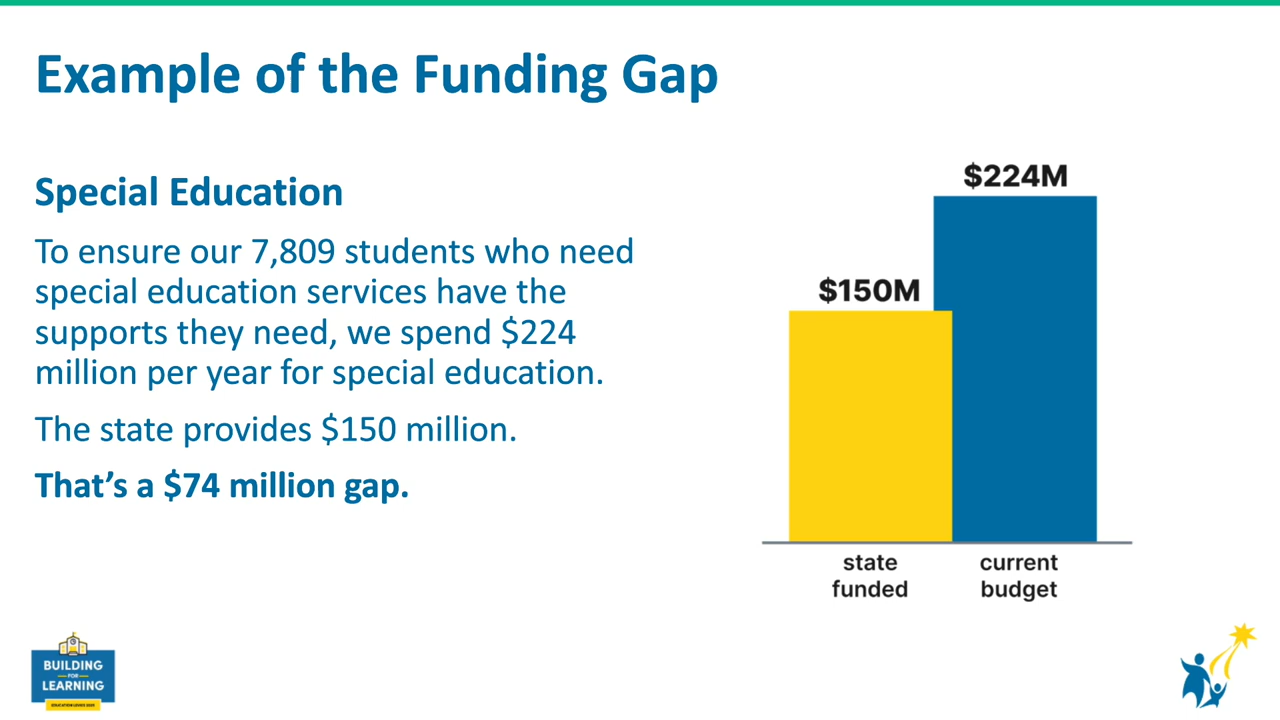 Example of the Funding Gap
Special Education
To ensure our 7,809 students who need
special education services have the
supports they need, we spend $224
million per year for special education.
The state provides $150 million.
That’s a $74 million gap.
$224M
$150M
state
funded
current
budget
BUILDING
FOR
LEARNING